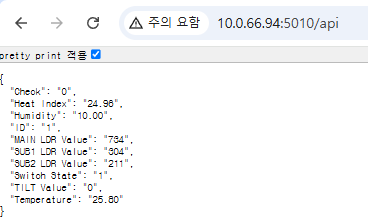 주의 요함 10.0.66.94:5010/api
pretty print 적용
{
  "Check": "0",
  "Heat Index": "24.96",
  "Humidity": "10.00",
  "ID": "1",
  "MAIN LDR Value": "784",
  "SUB1 LDR Value": "804",
  "SUB2 LDR Value": "211",
  "Switch State": "1",
  "TILT Value": "0",
  "Temperature": "25.80"
}